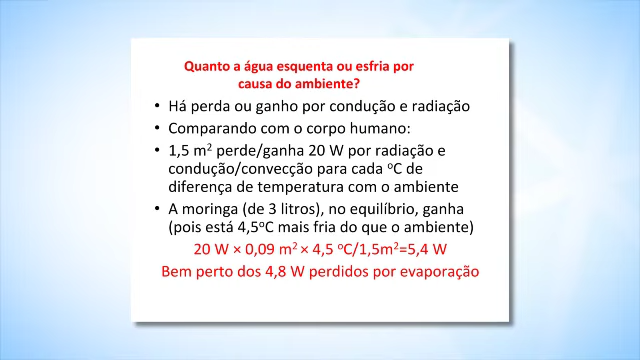 Quanto a água esquenta ou esfria por
causa do ambiente?
• Há perda ou ganho por condução e radiação
• Comparando com o corpo humano:
• 1,5 m² perde/ganha 20 W por radiação e
condução/convecção para cada ºC de
diferença de temperatura com o ambiente
• A moringa (de 3 litros), no equilíbrio, ganha
(pois está 4,5ºC mais fria do que o ambiente)
20 W × 0,09 m² × 4,5 ºC/1,5m²=5,4 W
Bem perto dos 4,8 W perdidos por evaporação